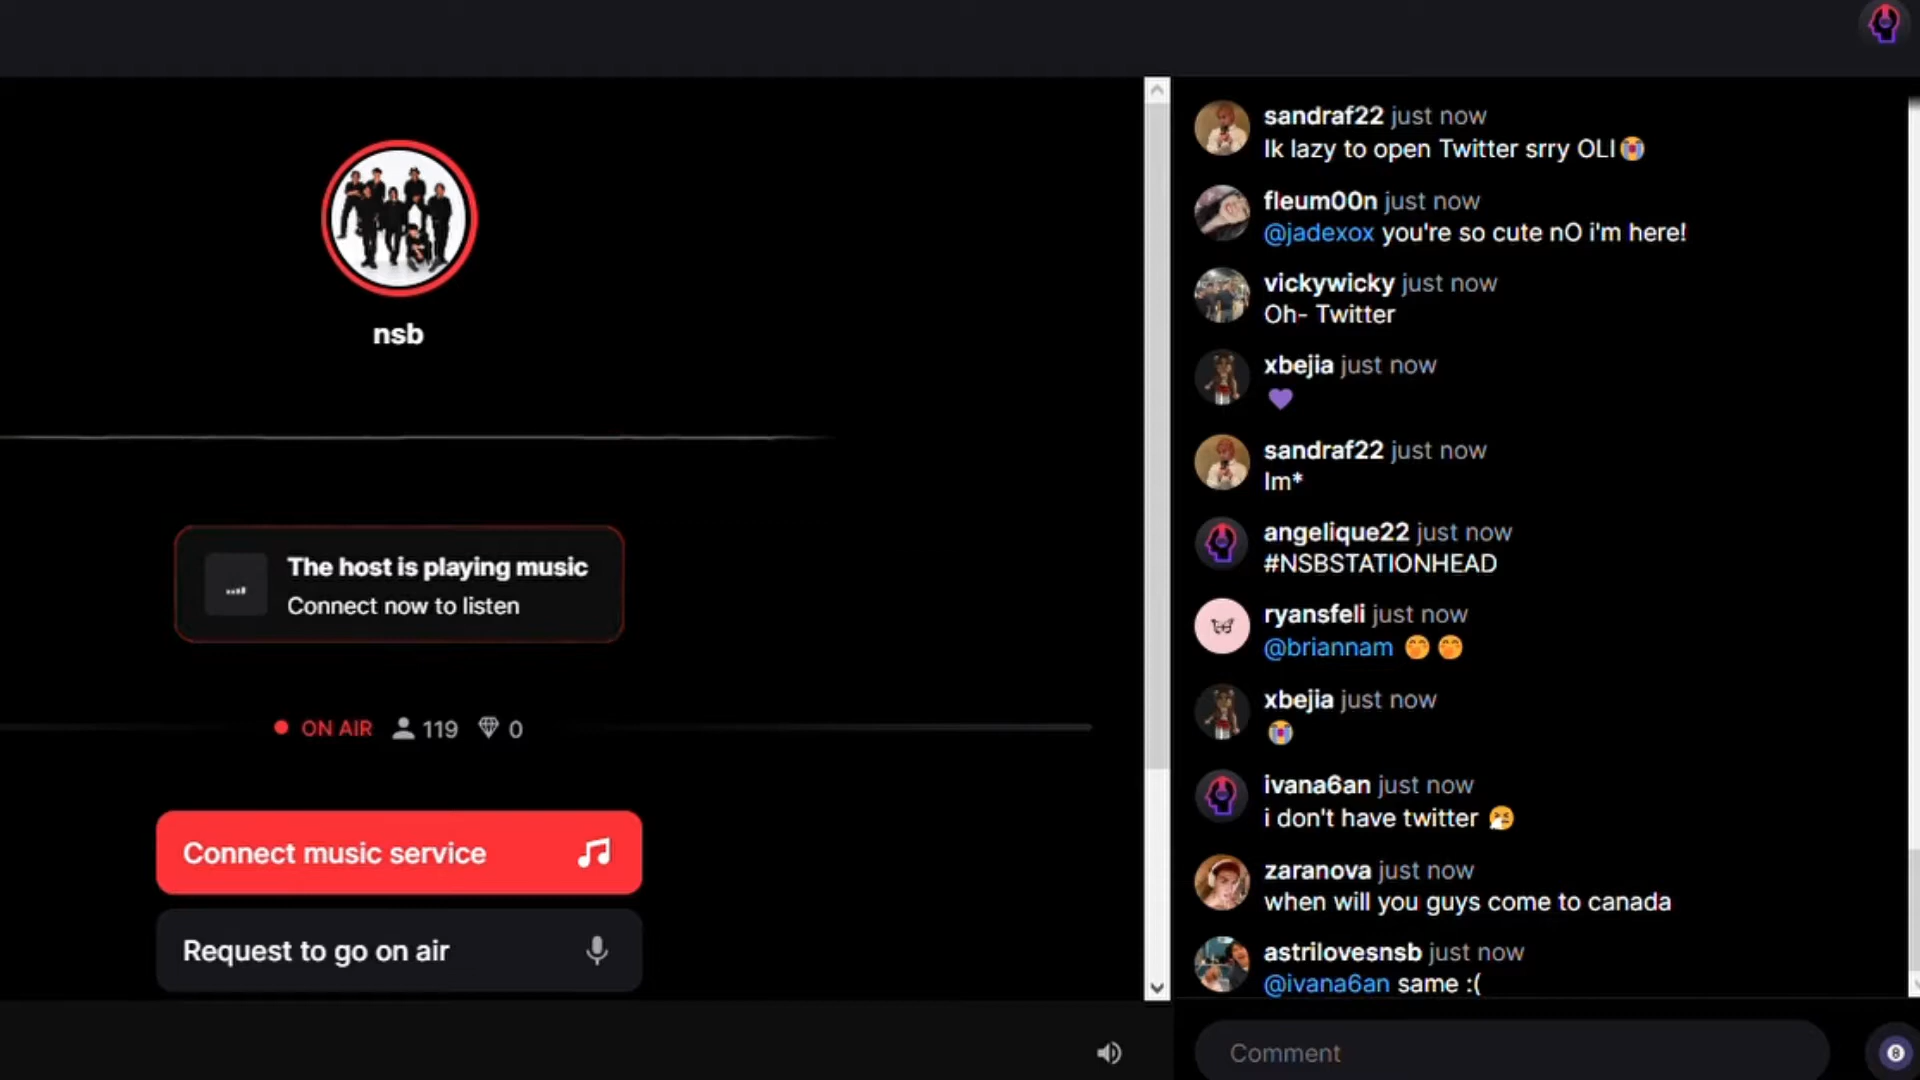 nsb
The host is playing music
Connect now to listen
ON AIR 119 0
Connect music service
Request to go on air
sandraf22 just now
Ik lazy to open Twitter srry OLI😭
fleum00n just now
@jadexox you're so cute nO i'm here!
vickywicky just now
Oh- Twitter
xbejia just now
💜
sandraf22 just now
Im*
angelique22 just now
#NSBSTATIONHEAD
ryansfeli just now
@briannam 🤭 🤭
xbejia just now
😭
ivana6an just now
i don't have twitter 🤧
zaranova just now
when will you guys come to canada
astrilovesnsb just now
@ivana6an same :(
Comment
8